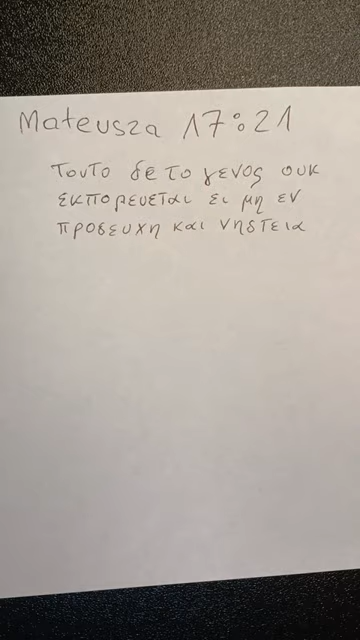 Mateusza 17:21
τουτο δε το γενος ουκ
εκπορευεται ει μη εν
προσευχη και νηστεια